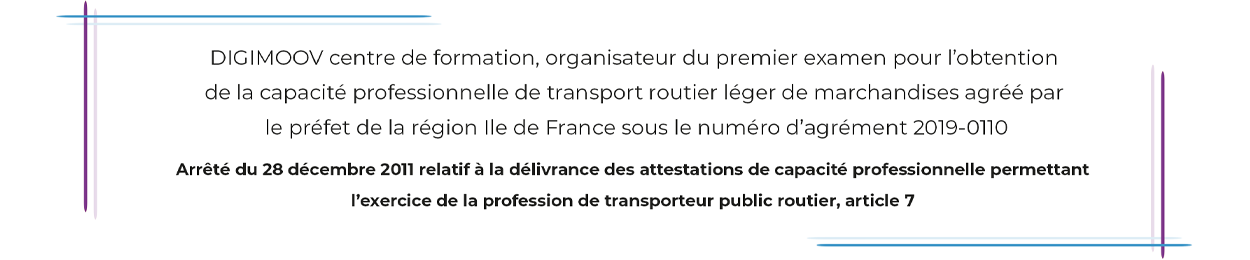 DIGIMOOV centre de formation, organisateur du premier examen pour l’obtention
de la capacité professionnelle de transport routier léger de marchandises agréé par
le préfet de la région Ile de France sous le numéro d’agrément 2019-0110
Arrêté du 28 décembre 2011 relatif à la délivrance des attestations de capacité professionnelle permettant
l’exercice de la profession de transporteur public routier, article 7